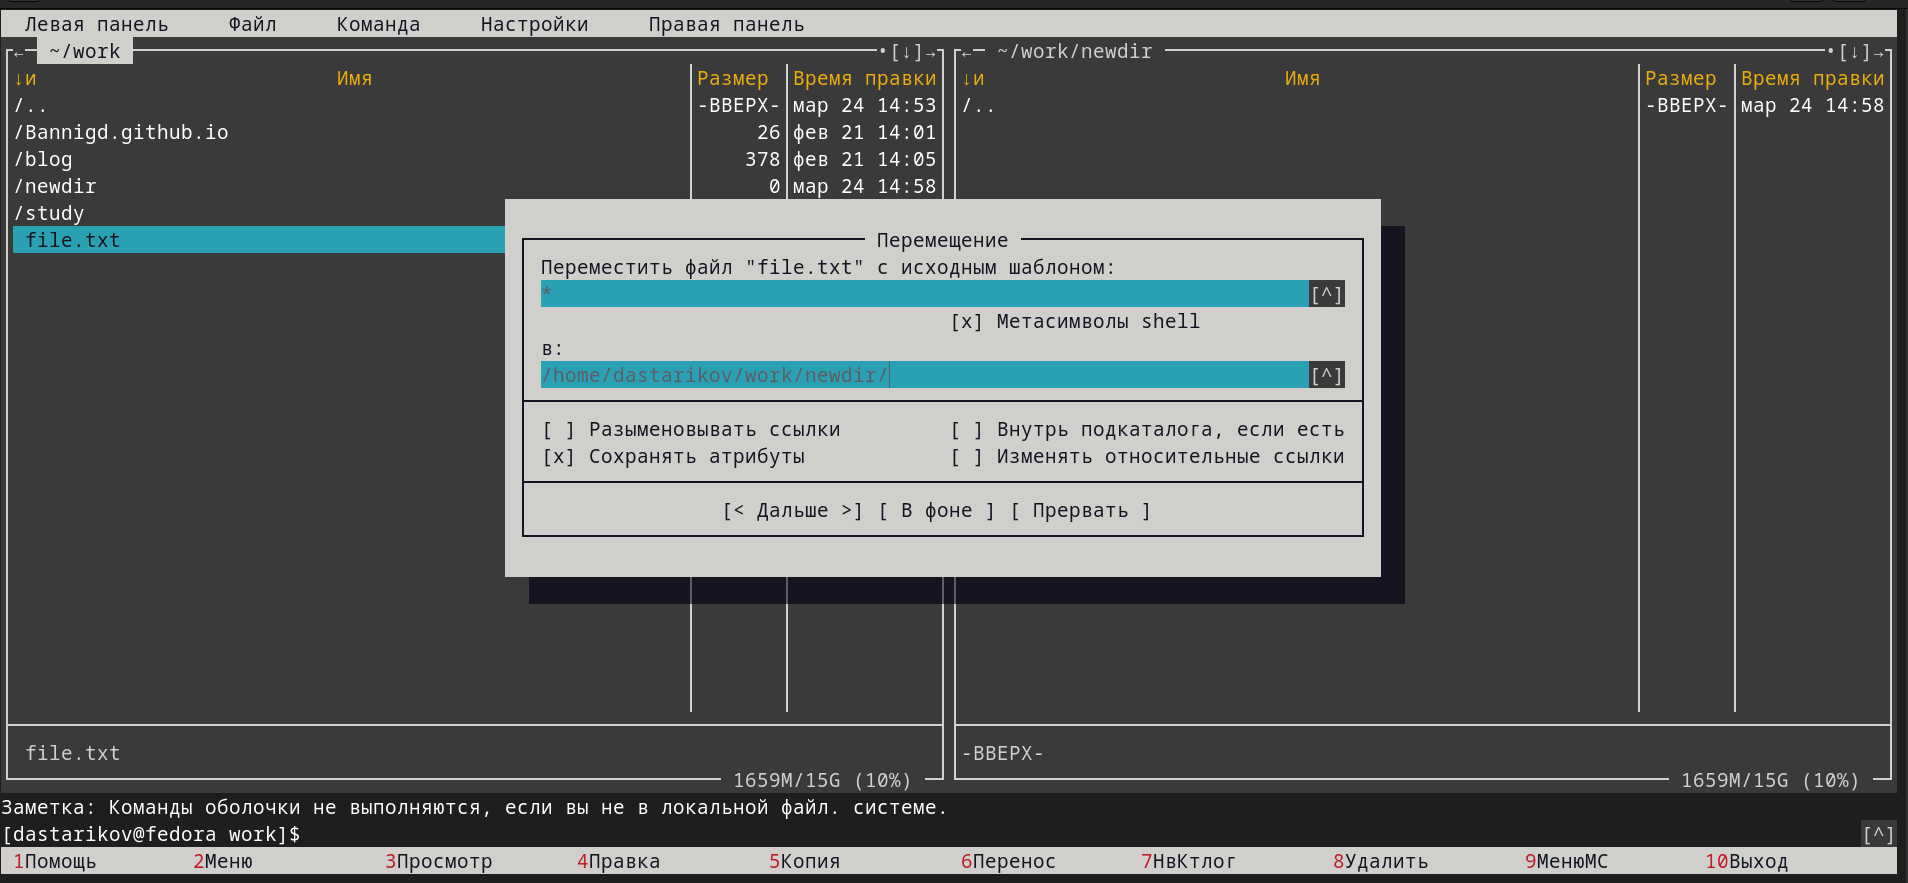 Левая панель Файл Команда Настройки Правая панель
←  ~/work  •[↓]→ ←  ~/work/newdir  •[↓]→
↓и Имя Размер Время правки ↓и Имя Размер Время правки
/.. -ВВЕРХ- мар 24 14:53 /.. -ВВЕРХ- мар 24 14:58
/Bannigd.github.io 26 фев 21 14:01
/blog 378 фев 21 14:05
/newdir 0 мар 24 14:58
/study
file.txt
Перемещение
Переместить файл "file.txt" с исходным шаблоном:
* [^]
[x] Метасимволы shell
в:
/home/dastarikov/work/newdir/ [^]
[ ] Разыменовывать ссылки [ ] Внутрь подкаталога, если есть
[x] Сохранять атрибуты [ ] Изменять относительные ссылки
[< Дальше >] [ В фоне ] [ Прервать ]
file.txt -ВВЕРХ-
1659M/15G (10%) 1659M/15G (10%)
Заметка: Команды оболочки не выполняются, если вы не в локальной файл. системе.
[dastarikov@fedora work]$ [^]
1Помощь 2Меню 3Просмотр 4Правка 5Копия 6Перенос 7НвКтлог 8Удалить 9МенюMC 10Выход